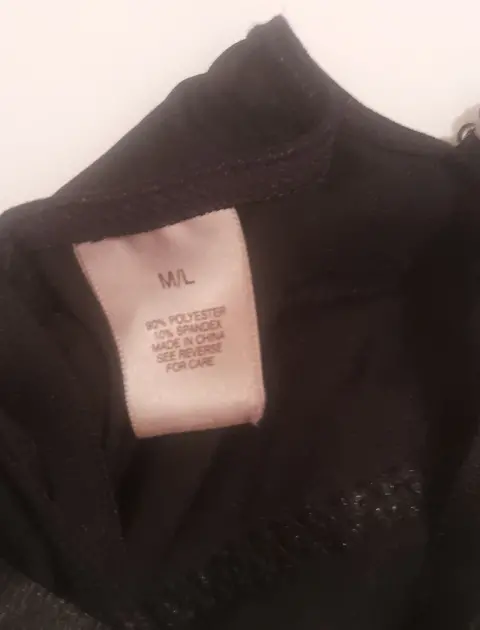 M/L
90% POLYESTER
10% SPANDEX
MADE IN CHINA
SEE REVERSE
FOR CARE